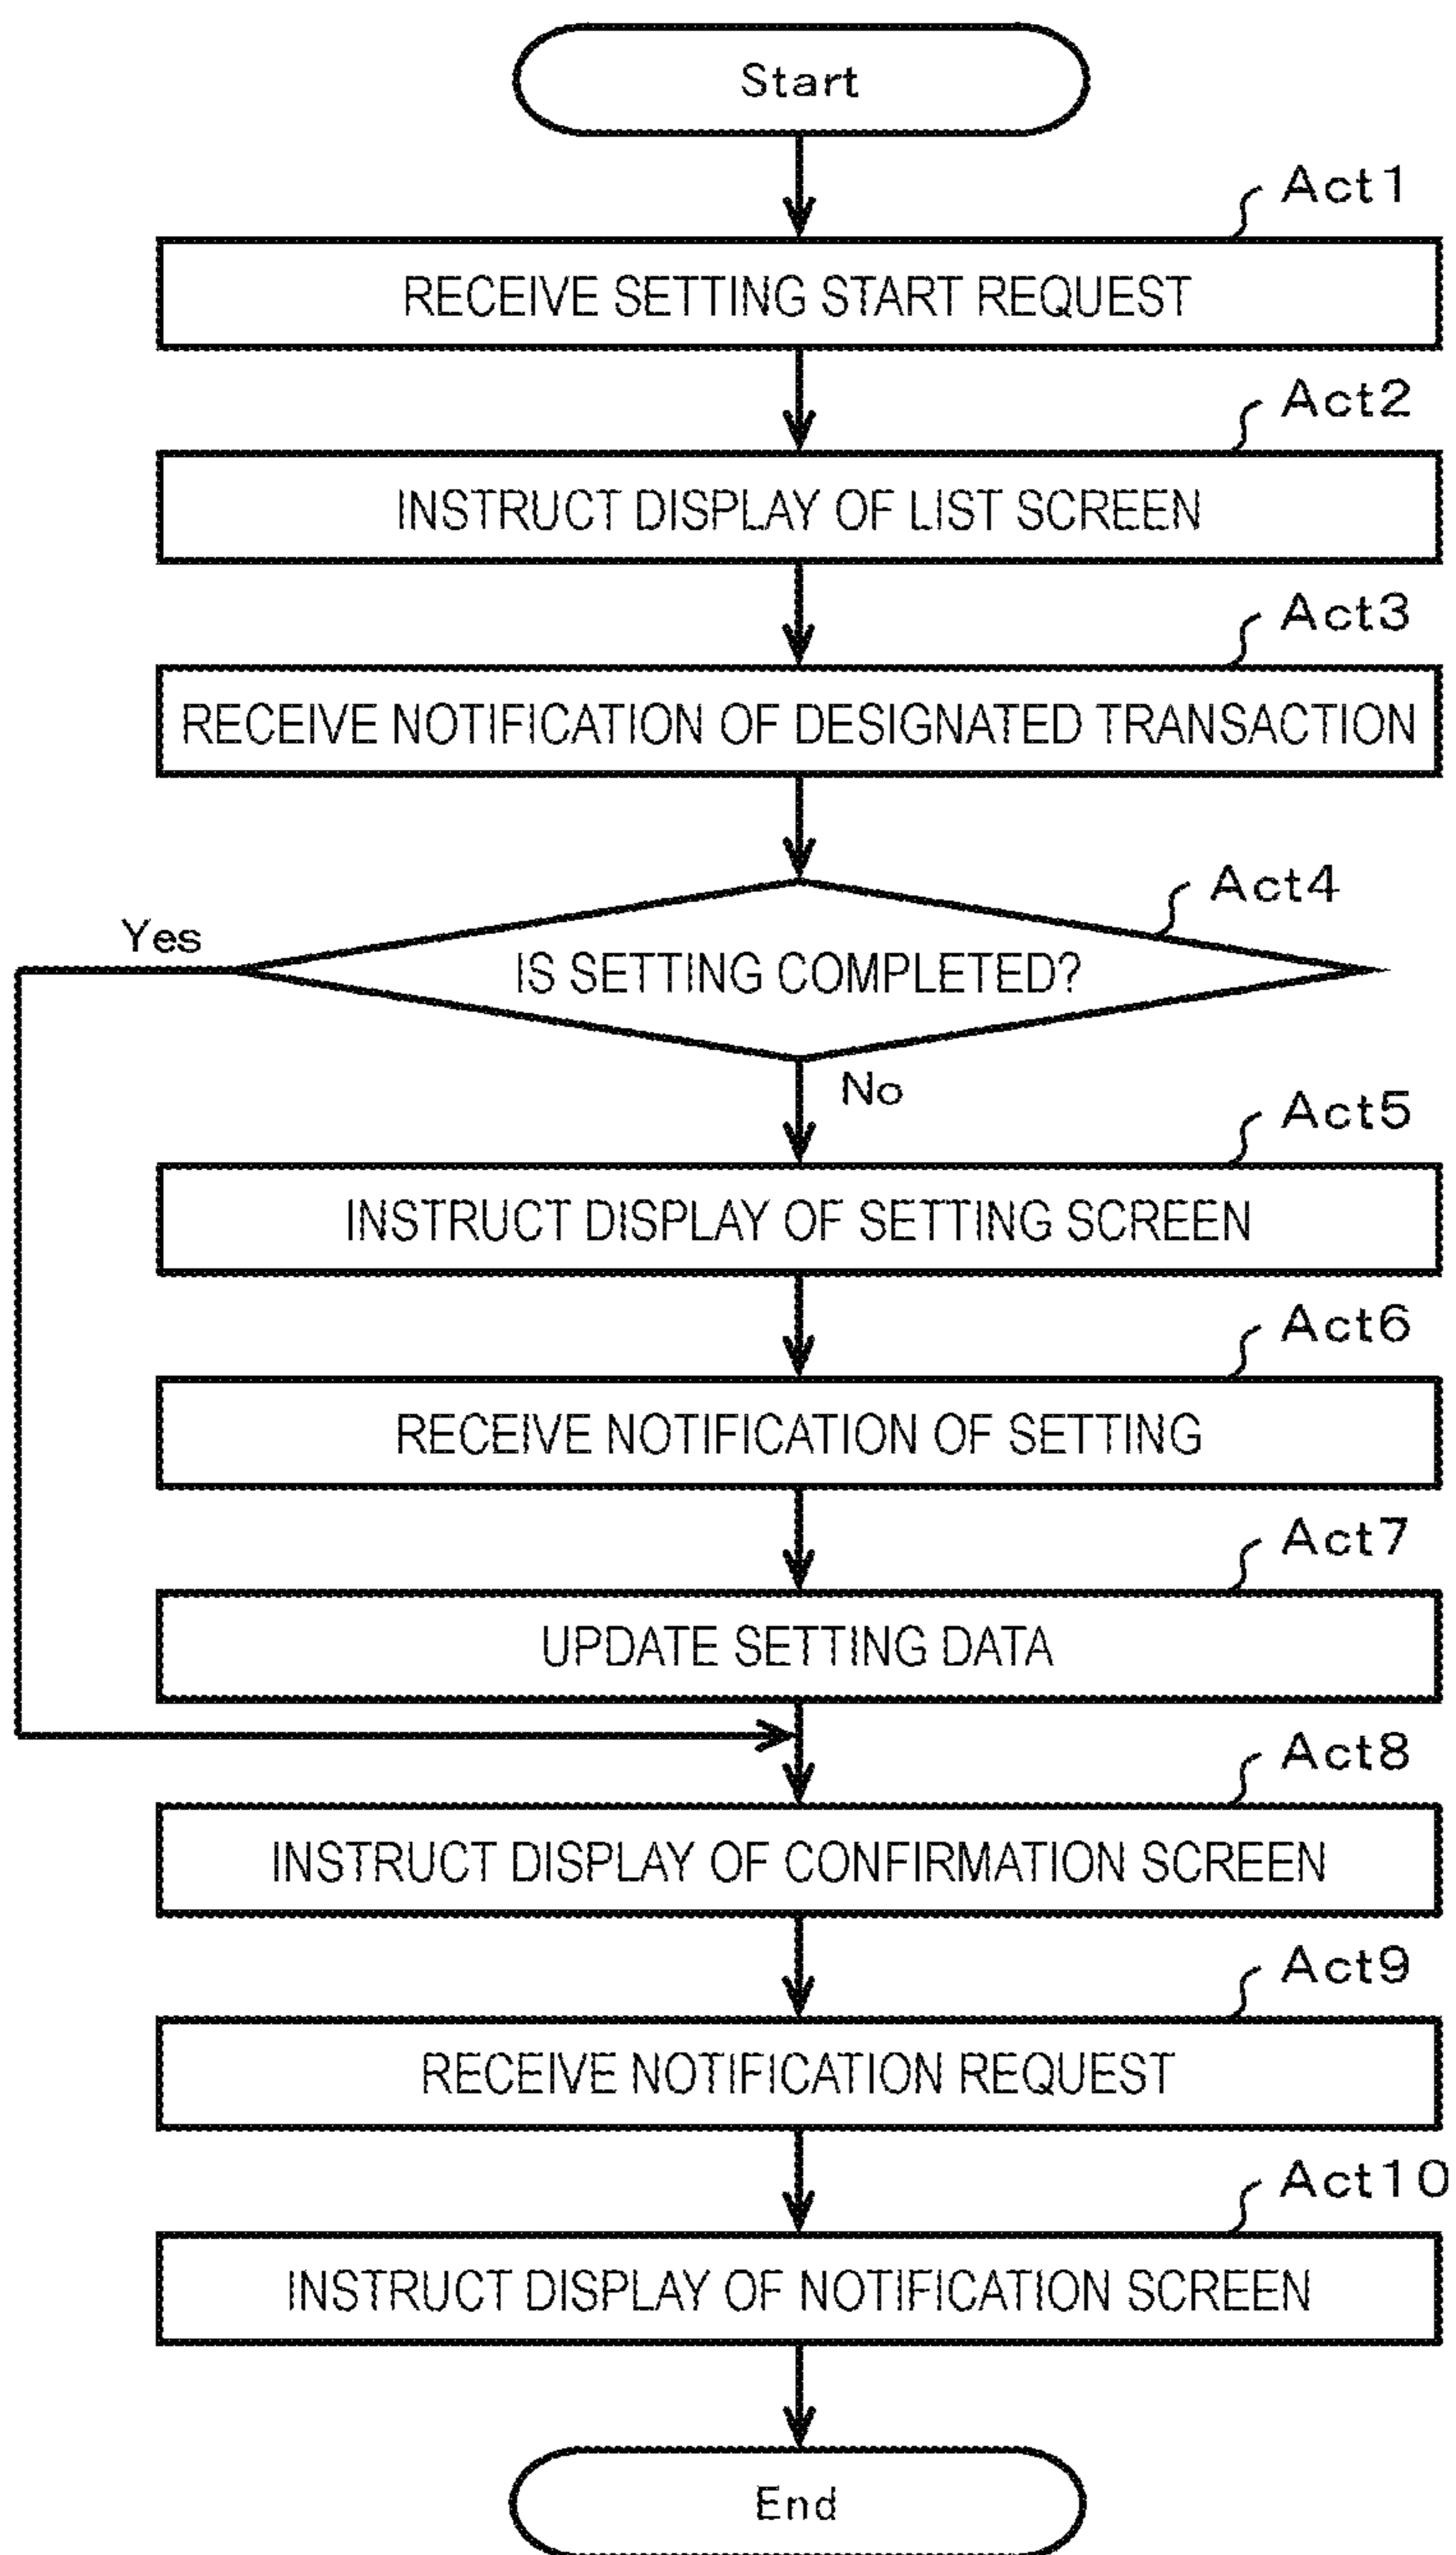 Start
Act1
RECEIVE SETTING START REQUEST
Act2
INSTRUCT DISPLAY OF LIST SCREEN
Act3
RECEIVE NOTIFICATION OF DESIGNATED TRANSACTION
Act4
Yes
IS SETTING COMPLETED?
No
Act5
INSTRUCT DISPLAY OF SETTING SCREEN
Act6
RECEIVE NOTIFICATION OF SETTING
Act7
UPDATE SETTING DATA
Act8
INSTRUCT DISPLAY OF CONFIRMATION SCREEN
Act9
RECEIVE NOTIFICATION REQUEST
Act10
INSTRUCT DISPLAY OF NOTIFICATION SCREEN
End